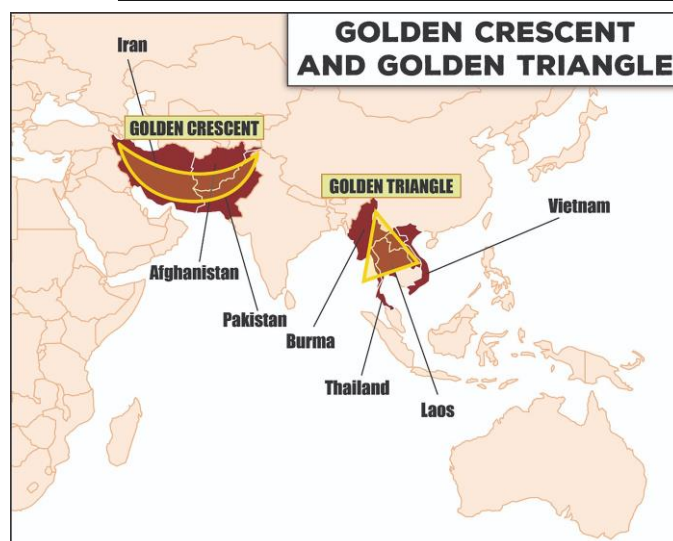 GOLDEN CRESCENT
AND GOLDEN TRIANGLE
Iran
GOLDEN CRESCENT
GOLDEN TRIANGLE
Vietnam
Afghanistan
Pakistan
Burma
Thailand
Laos